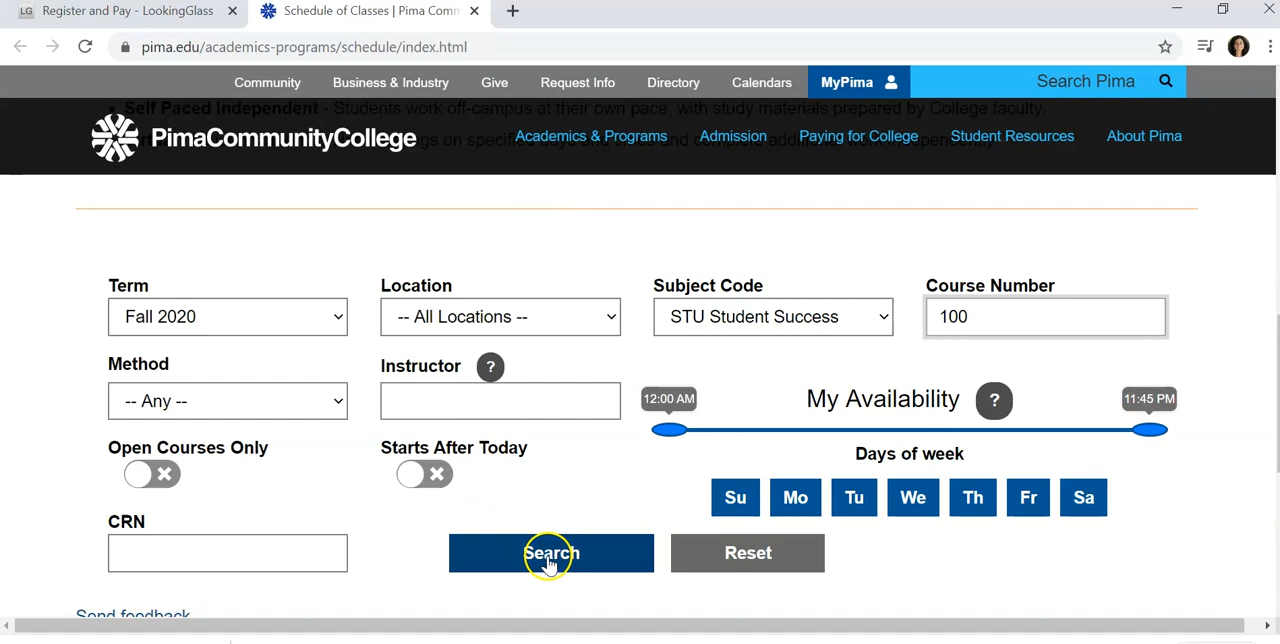 LG Register and Pay - LookingGlass
Schedule of Classes | Pima Comm
pima.edu/academics-programs/schedule/index.html
Community Business & Industry Give Request Info Directory Calendars MyPima Search Pima
• Self Paced Independent - Students work off-campus at their own pace, with study materials prepared by College faculty.
PimaCommunityCollege
Academics & Programs Admission Paying for College Student Resources About Pima
Term Location Subject Code Course Number
Fall 2020 -- All Locations -- STU Student Success 100
Method Instructor ?
-- Any --
12:00 AM My Availability ? 11:45 PM
Open Courses Only Starts After Today
Days of week
Su Mo Tu We Th Fr Sa
CRN
Search Reset
Send feedback